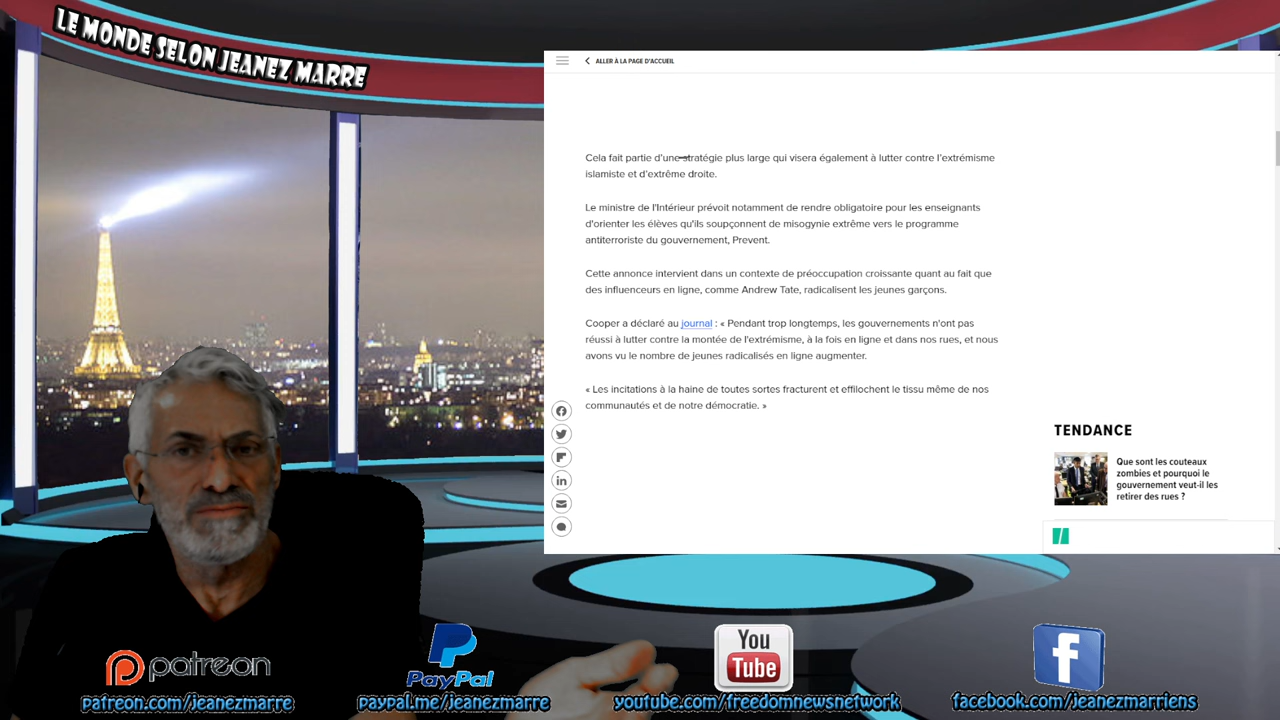 LE MONDE SELON JEANEZ MARRE
ALLER À LA PAGE D'ACCUEIL
Cela fait partie d'une stratégie plus large qui visera également à lutter contre l'extrémisme
islamiste et d'extrême droite.
Le ministre de l'Intérieur prévoit notamment de rendre obligatoire pour les enseignants
d'orienter les élèves qu'ils soupçonnent de misogynie extrême vers le programme
antiterroriste du gouvernement, Prevent.
Cette annonce intervient dans un contexte de préoccupation croissante quant au fait que
des influenceurs en ligne, comme Andrew Tate, radicalisent les jeunes garçons.
Cooper a déclaré au journal : « Pendant trop longtemps, les gouvernements n'ont pas
réussi à lutter contre la montée de l'extrémisme, à la fois en ligne et dans nos rues, et nous
avons vu le nombre de jeunes radicalisés en ligne augmenter.
« Les incitations à la haine de toutes sortes fracturent et effilochent le tissu même de nos
communautés et de notre démocratie. »
TENDANCE
Que sont les couteaux
zombies et pourquoi le
gouvernement veut-il les
retirer des rues ?
patreon
patreon.com/jeanezmarre
PayPal
paypal.me/jeanezmarre
You
Tube
youtube.com/freedomnewsnetwork
facebook.com/jeanezmarriens